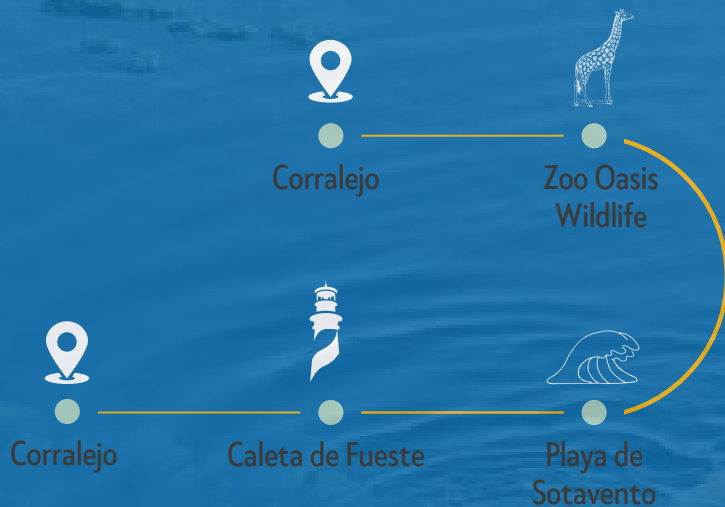 Corralejo
Zoo Oasis
Wildlife
Corralejo
Caleta de Fueste
Playa de
Sotavento